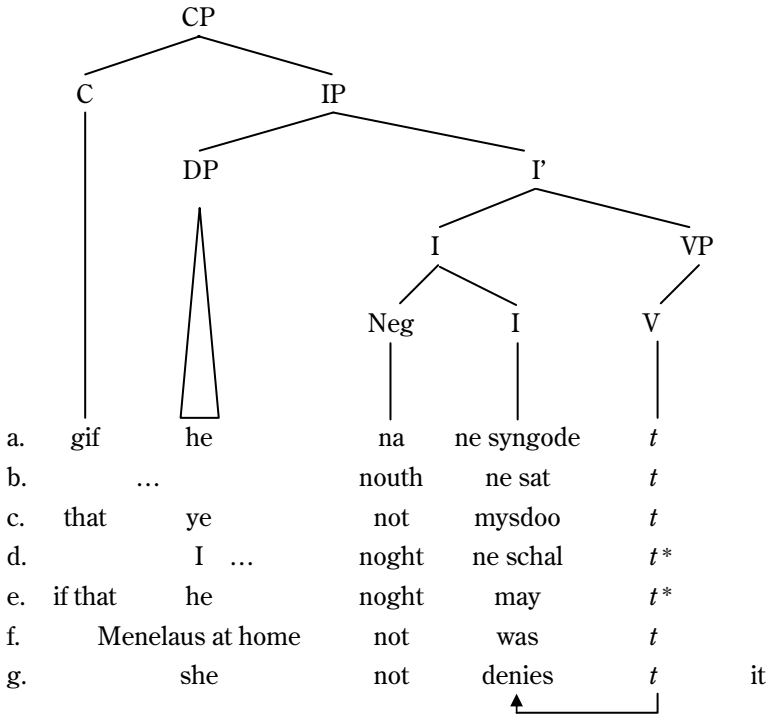 CP
C IP
DP I’
I VP
Neg I V
a. gif he na ne syngode t
b. … nouth ne sat t
c. that ye not mysdoo t
d. I … noght ne schal t*
e. if that he noght may t*
f. Menelaus at home not was t
g. she not denies t it